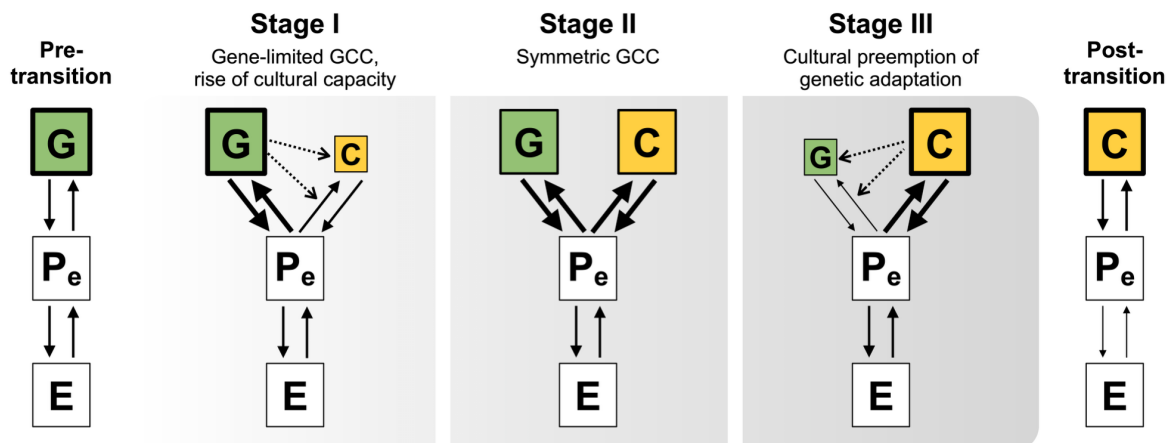 Pre-
transition
G
Pe
E
Stage I
Gene-limited GCC,
rise of cultural capacity
G
C
Pe
E
Stage II
Symmetric GCC
G
C
Pe
E
Stage III
Cultural preemption of
genetic adaptation
G
C
Pe
E
Post-
transition
C
Pe
E